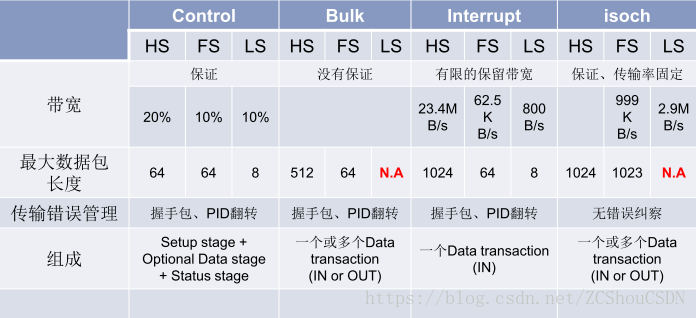 Control Bulk Interrupt isoch
HS FS LS HS FS LS HS FS LS HS FS LS
带宽
保证 没有保证 有限的保留带宽 保证、传输率固定
20% 10% 10% 23.4M B/s 62.5 K B/s 800 B/s 999 K B/s 2.9M B/s
最大数据包长度 64 64 8 512 64 N.A 1024 64 8 1024 1023 N.A
传输错误管理 握手包、PID翻转 握手包、PID翻转 握手包、PID翻转 无错误纠察
组成 Setup stage + Optional Data stage + Status stage 一个或多个Data transaction (IN or OUT) 一个Data transaction (IN) 一个或多个Data transaction (IN or OUT)
https://blog.csdn.net/ZCShouCSDN